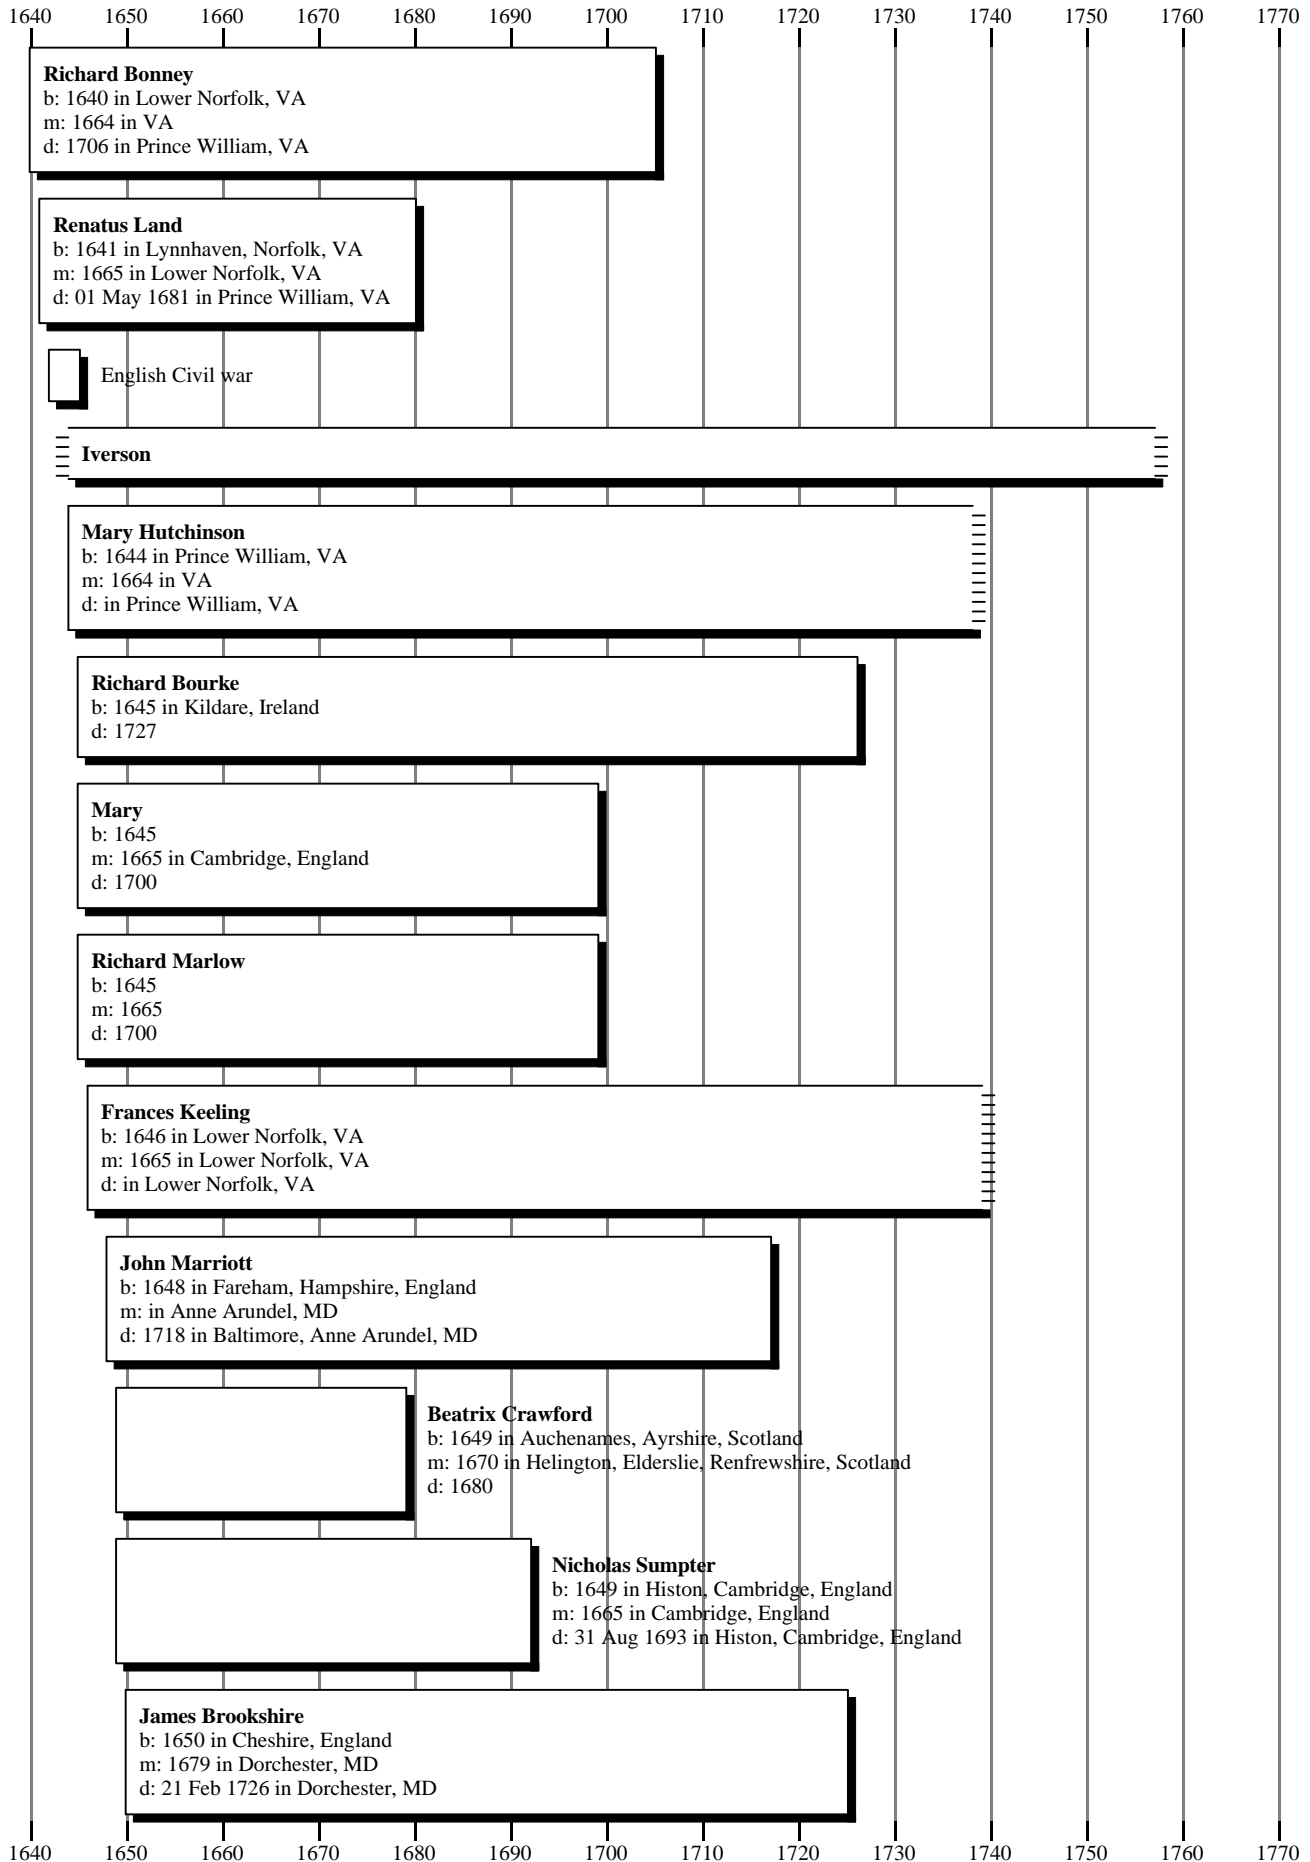 1640 1650 1660 1670 1680 1690 1700 1710 1720 1730 1740 1750 1760 1770
Richard Bonney
b: 1640 in Lower Norfolk, VA
m: 1664 in VA
d: 1706 in Prince William, VA
Renatus Land
b: 1641 in Lynnhaven, Norfolk, VA
m: 1665 in Lower Norfolk, VA
d: 01 May 1681 in Prince William, VA
English Civil war
Iverson
Mary Hutchinson
b: 1644 in Prince William, VA
m: 1664 in VA
d: in Prince William, VA
Richard Bourke
b: 1645 in Kildare, Ireland
d: 1727
Mary
b: 1645
m: 1665 in Cambridge, England
d: 1700
Richard Marlow
b: 1645
m: 1665
d: 1700
Frances Keeling
b: 1646 in Lower Norfolk, VA
m: 1665 in Lower Norfolk, VA
d: in Lower Norfolk, VA
John Marriott
b: 1648 in Fareham, Hampshire, England
m: in Anne Arundel, MD
d: 1718 in Baltimore, Anne Arundel, MD
Beatrix Crawford
b: 1649 in Auchenames, Ayrshire, Scotland
m: 1670 in Helington, Elderslie, Renfrewshire, Scotland
d: 1680
Nicholas Sumpter
b: 1649 in Histon, Cambridge, England
m: 1665 in Cambridge, England
d: 31 Aug 1693 in Histon, Cambridge, England
James Brookshire
b: 1650 in Cheshire, England
m: 1679 in Dorchester, MD
d: 21 Feb 1726 in Dorchester, MD
1640 1650 1660 1670 1680 1690 1700 1710 1720 1730 1740 1750 1760 1770